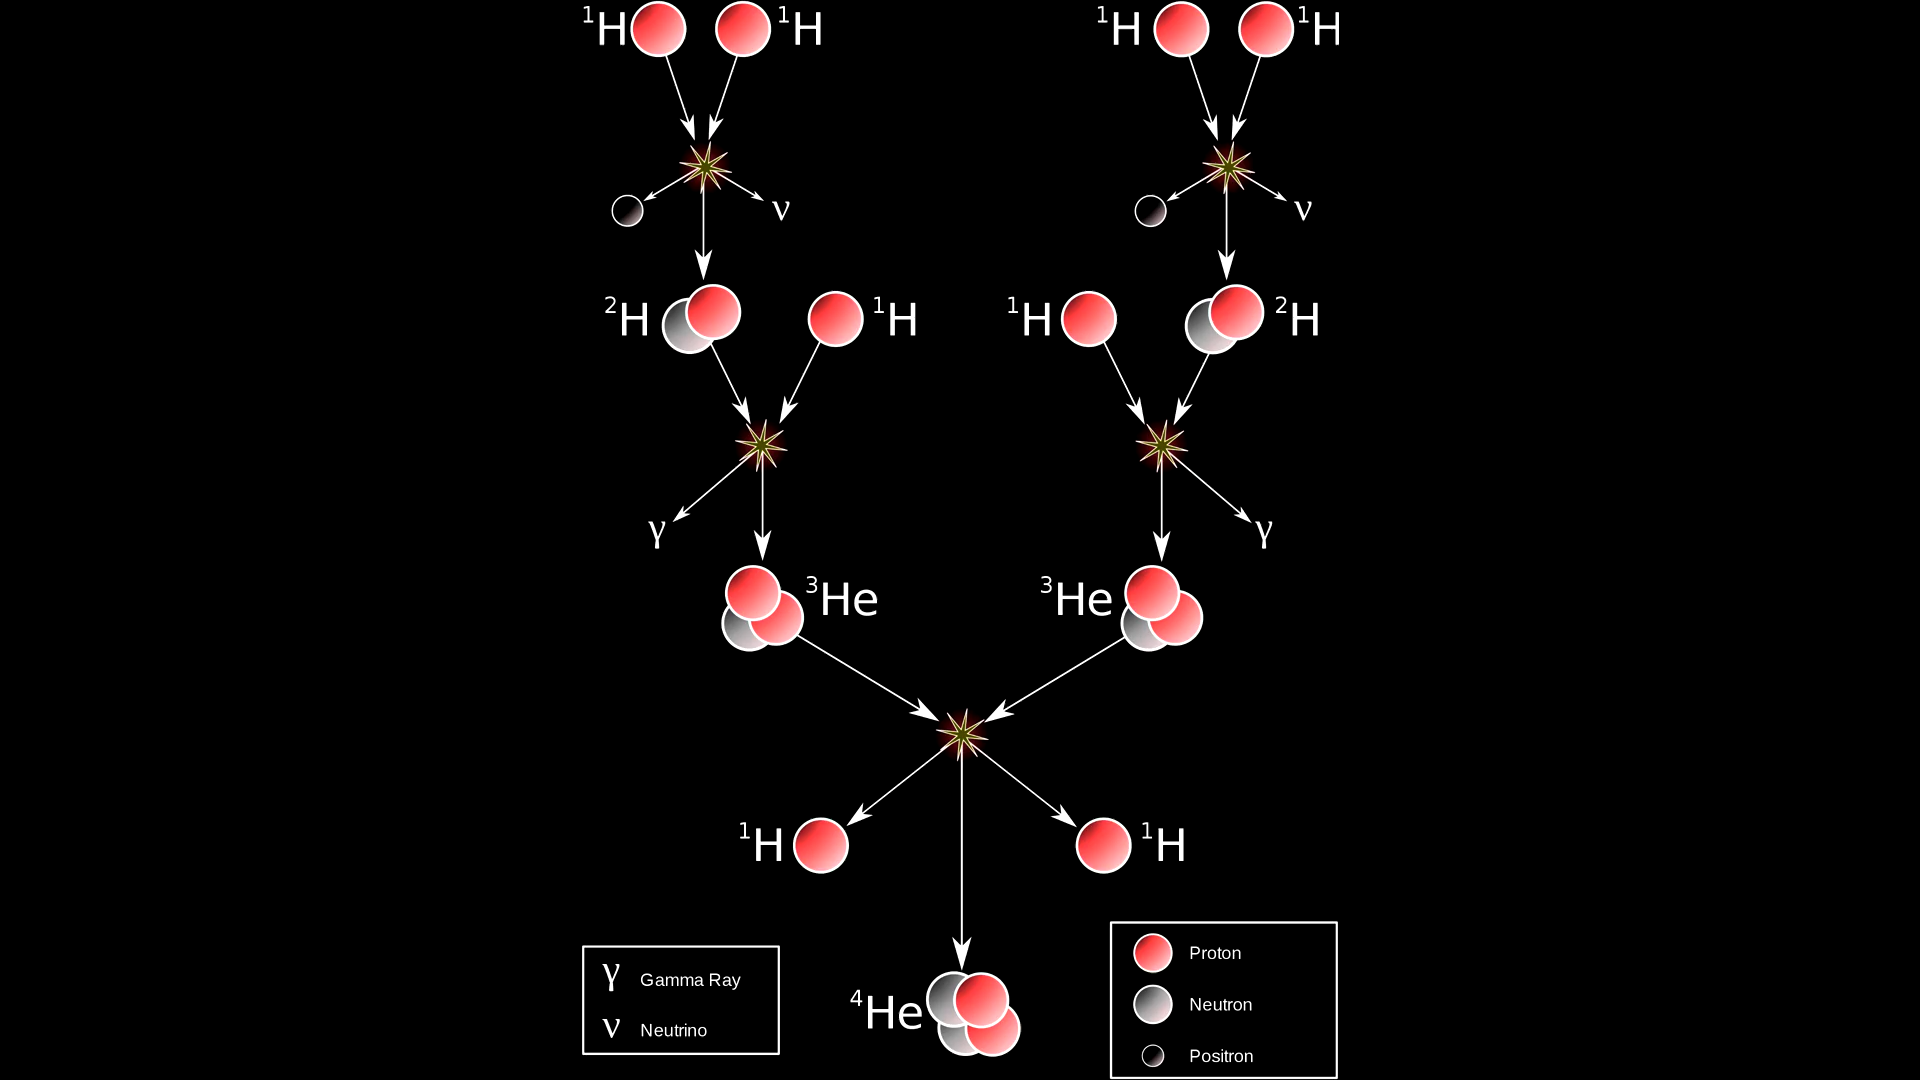 ¹H ¹H ¹H ¹H
ν ν
²H ¹H ¹H ²H
γ γ
³He ³He
¹H ¹H
⁴He
γ Gamma Ray
ν Neutrino
Proton
Neutron
Positron